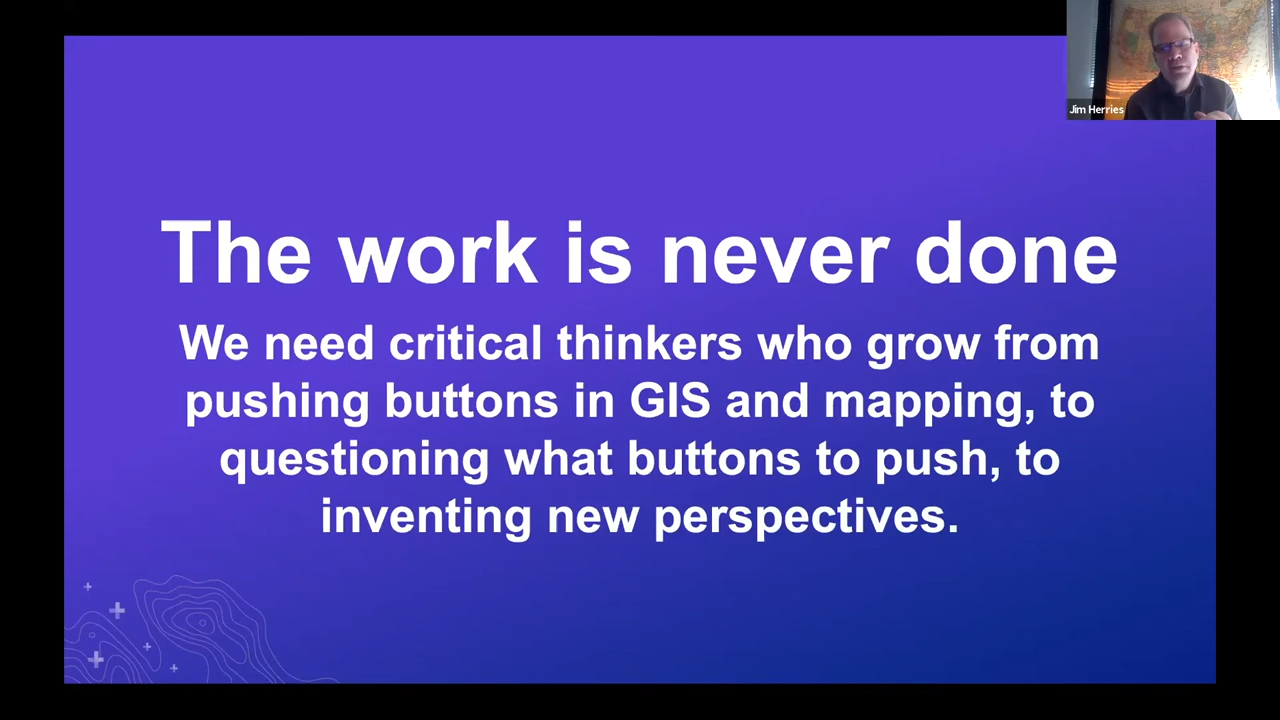 Jim Herries
The work is never done
We need critical thinkers who grow from
pushing buttons in GIS and mapping, to
questioning what buttons to push, to
inventing new perspectives.